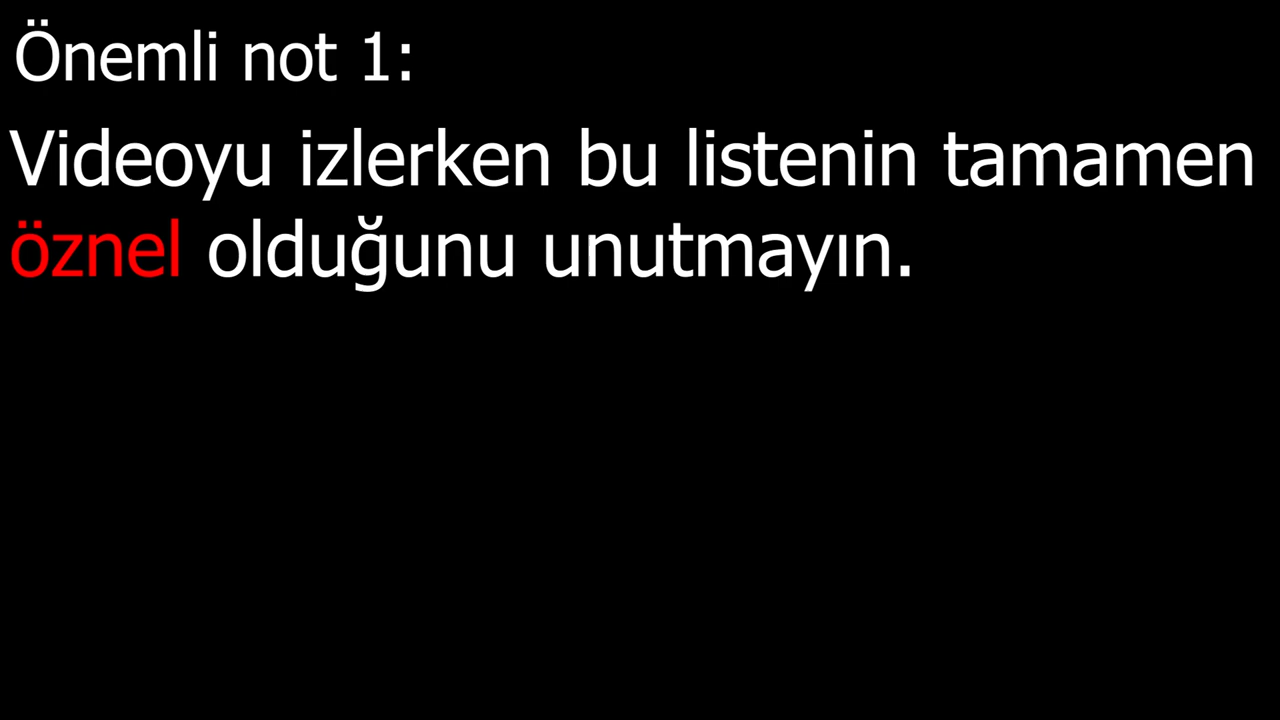 Önemli not 1:
Videoyu izlerken bu listenin tamamen
öznel olduğunu unutmayın.